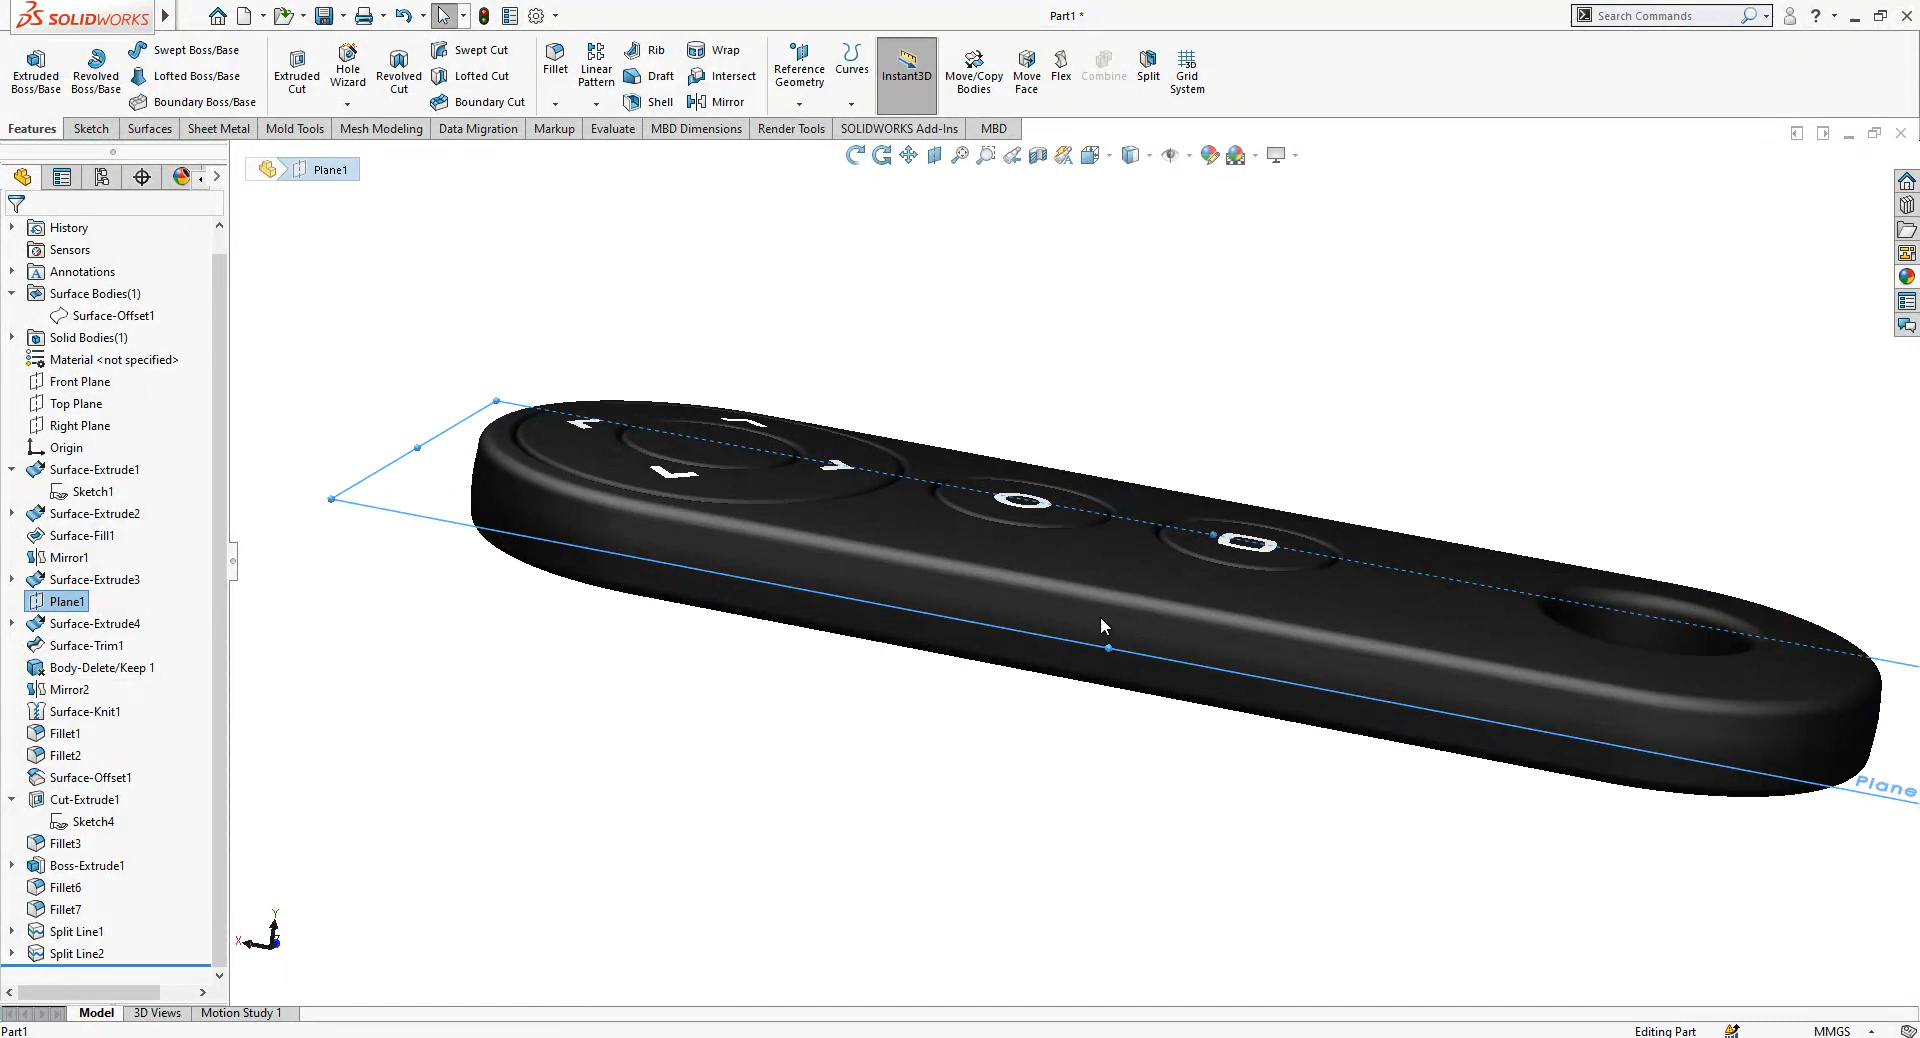 SOLIDWORKS
Part1 *
Search Commands
Extruded Boss/Base
Revolved Boss/Base
Swept Boss/Base
Lofted Boss/Base
Boundary Boss/Base
Extruded Cut
Hole Wizard
Revolved Cut
Swept Cut
Lofted Cut
Boundary Cut
Fillet
Linear Pattern
Rib
Draft
Shell
Wrap
Intersect
Mirror
Reference Geometry
Curves
Instant3D
Move/Copy Bodies
Move Face
Flex
Combine
Split
Grid System
Features
Sketch
Surfaces
Sheet Metal
Mold Tools
Mesh Modeling
Data Migration
Markup
Evaluate
MBD Dimensions
Render Tools
SOLIDWORKS Add-Ins
MBD
Plane1
History
Sensors
Annotations
Surface Bodies(1)
Surface-Offset1
Solid Bodies(1)
Material <not specified>
Front Plane
Top Plane
Right Plane
Origin
Surface-Extrude1
Sketch1
Surface-Extrude2
Surface-Fill1
Mirror1
Surface-Extrude3
Plane1
Surface-Extrude4
Surface-Trim1
Body-Delete/Keep 1
Mirror2
Surface-Knit1
Fillet1
Fillet2
Surface-Offset1
Cut-Extrude1
Sketch4
Fillet3
Boss-Extrude1
Fillet6
Fillet7
Split Line1
Split Line2
Plane
Y
X
Z
Model
3D Views
Motion Study 1
Part1
Editing Part
MMGS